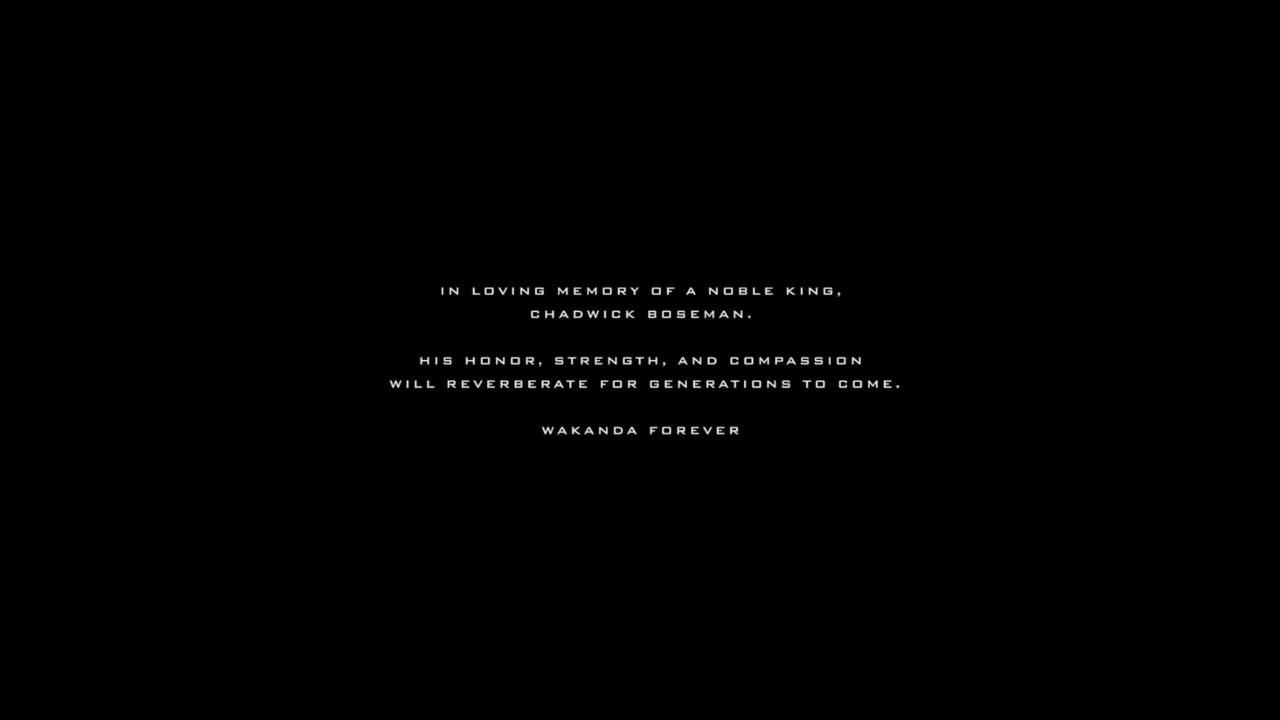 IN LOVING MEMORY OF A NOBLE KING,
CHADWICK BOSEMAN.
HIS HONOR, STRENGTH, AND COMPASSION
WILL REVERBERATE FOR GENERATIONS TO COME.
WAKANDA FOREVER